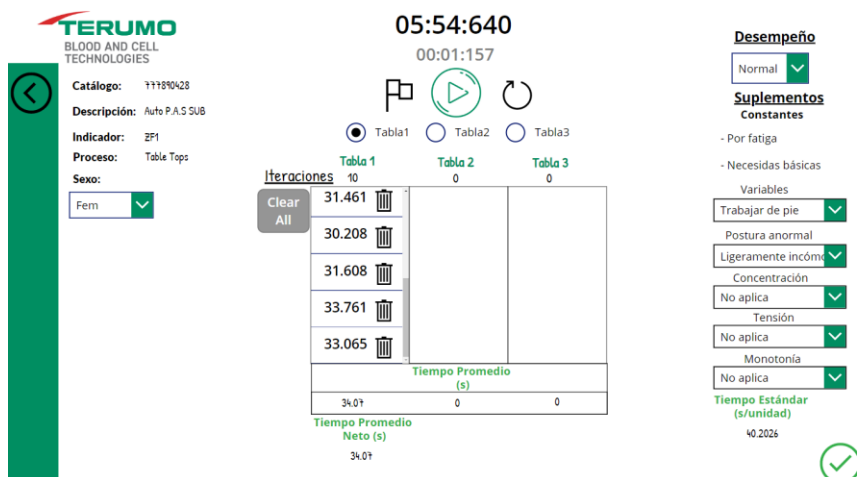 TERUMO
BLOOD AND CELL
TECHNOLOGIES
05:54:640
00:01:157
Catálogo: 777890428
Descripción: Auto P.A.S SUB
Indicador: ZF1
Proceso: Table Tops
Sexo:
Fem
Tabla1 Tabla2 Tabla3
Tabla 1 Tabla 2 Tabla 3
Iteraciones 10 0 0
Clear
All
31.461
30.208
31.608
33.761
33.065
Tiempo Promedio
(s)
34.07 0 0
Tiempo Promedio
Neto (s)
34.07
Desempeño
Normal
Suplementos
Constantes
- Por fatiga
- Necesidas básicas
Variables
Trabajar de pie
Postura anormal
Ligeramente incómo
Concentración
No aplica
Tensión
No aplica
Monotonía
No aplica
Tiempo Estándar
(s/unidad)
40.2026